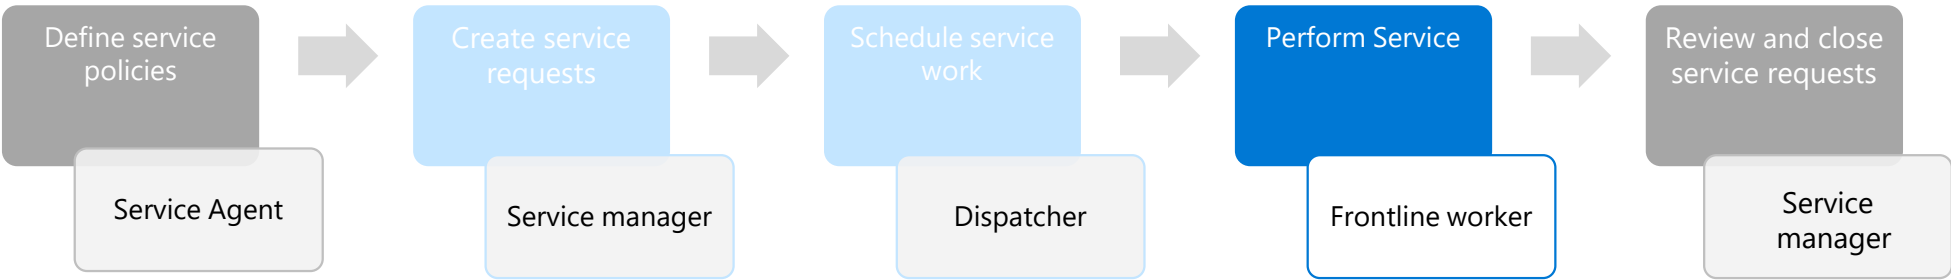 Define service
policies
Service Agent
Create service
requests
Service manager
Schedule service
work
Dispatcher
Perform Service
Frontline worker
Review and close
service requests
Service
manager